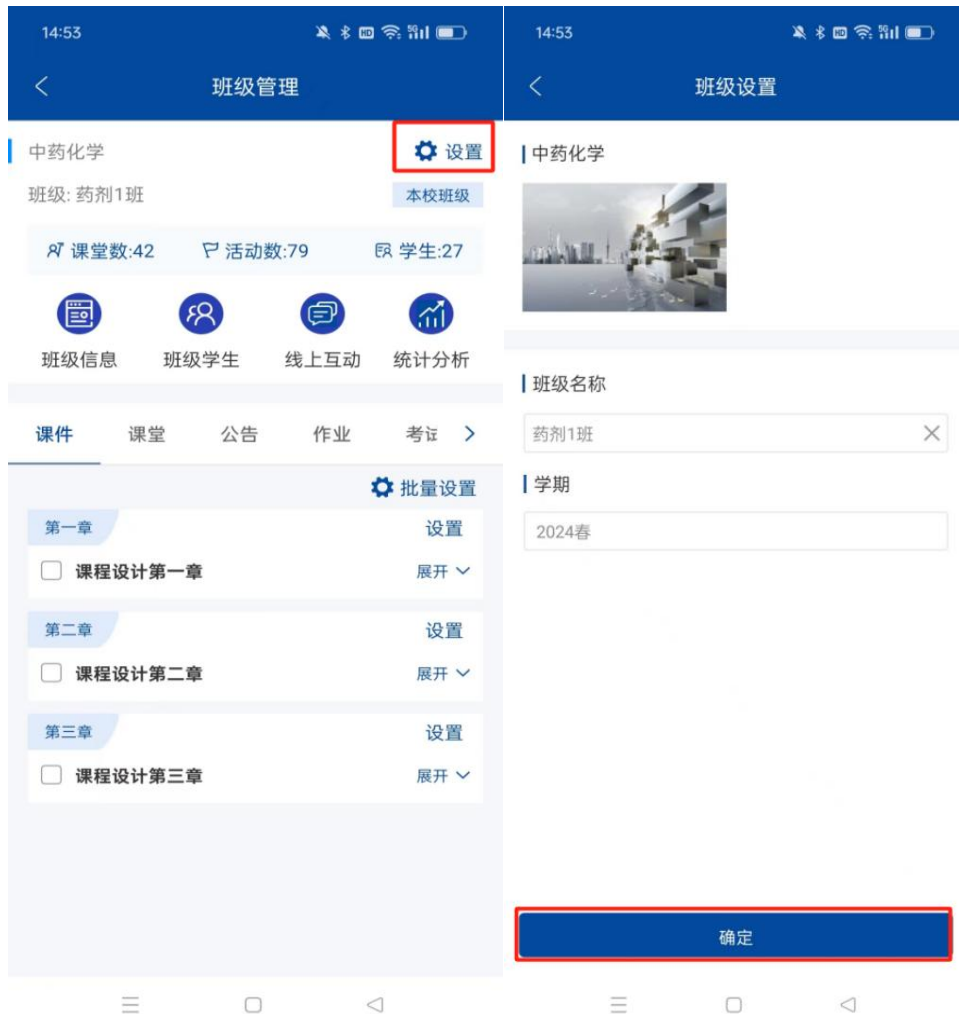 14:53
班级管理
中药化学
设置
班级: 药剂1班
本校班级
课堂数:42
活动数:79
学生:27
班级信息
班级学生
线上互动
统计分析
课件
课堂
公告
作业
考
批量设置
第一章
设置
课程设计第一章
展开
第二章
设置
课程设计第二章
展开
第三章
设置
课程设计第三章
展开
14:53
班级设置
中药化学
班级名称
药剂1班
学期
2024春
确定